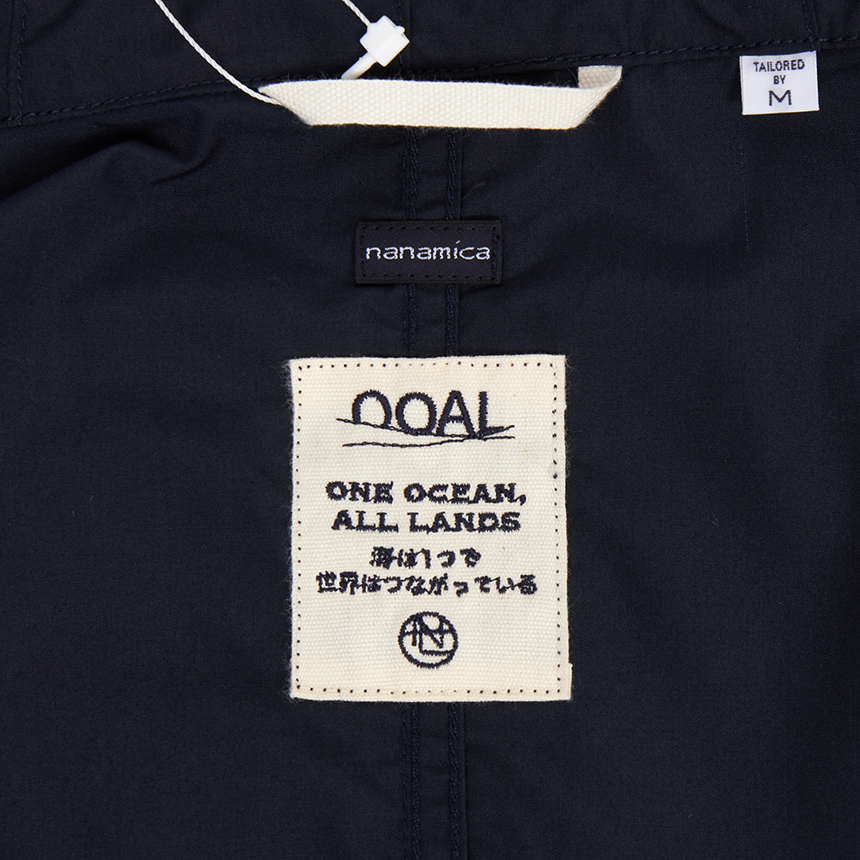 TAILORED
BY
M
nanamica
OOAL
ONE OCEAN,
ALL LANDS
海は1つで
世界はつながっている